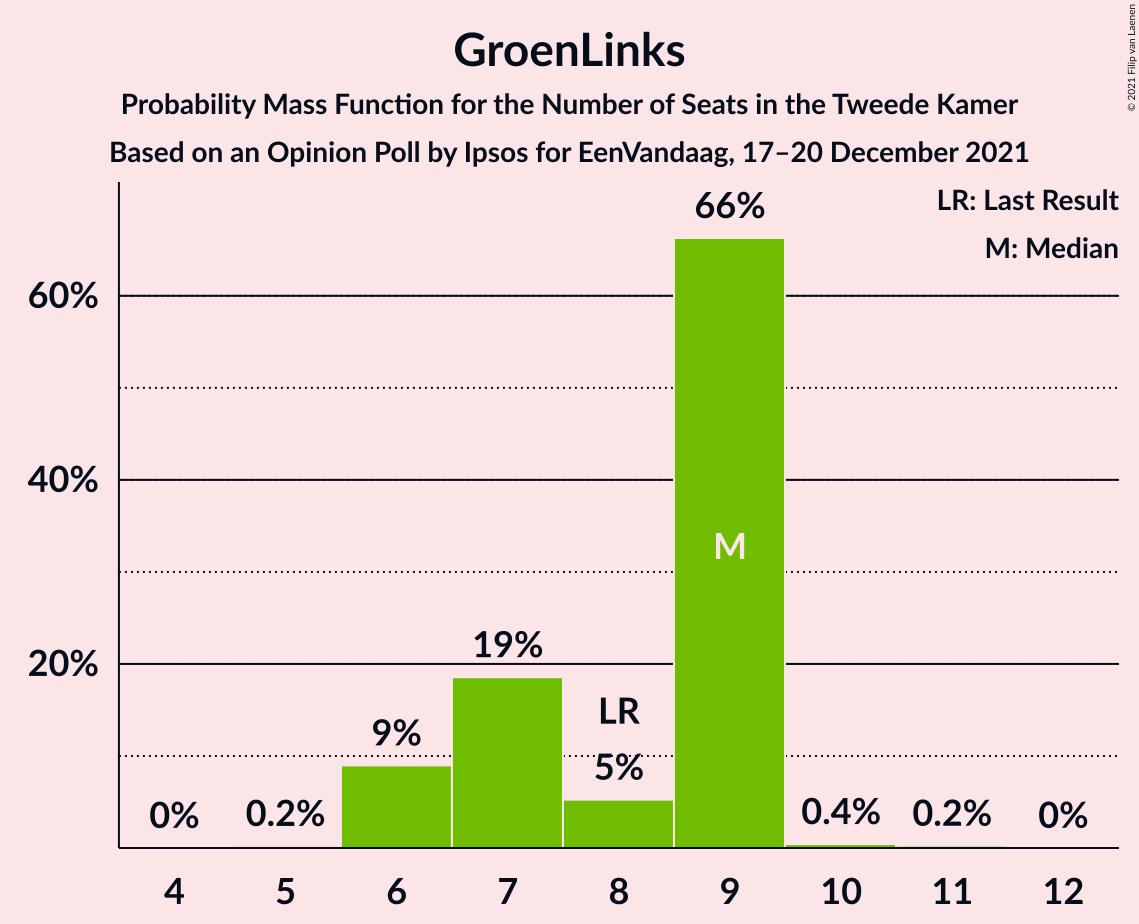 GroenLinks
Probability Mass Function for the Number of Seats in the Tweede Kamer
Based on an Opinion Poll by Ipsos for EenVandaag, 17–20 December 2021
© 2021 Filip van Laenen
LR: Last Result
M: Median
66%
60%
40%
M
20%
19%
LR
9%
5%
0%
0.2%
0.4%
0.2%
0%
4 5 6 7 8 9 10 11 12